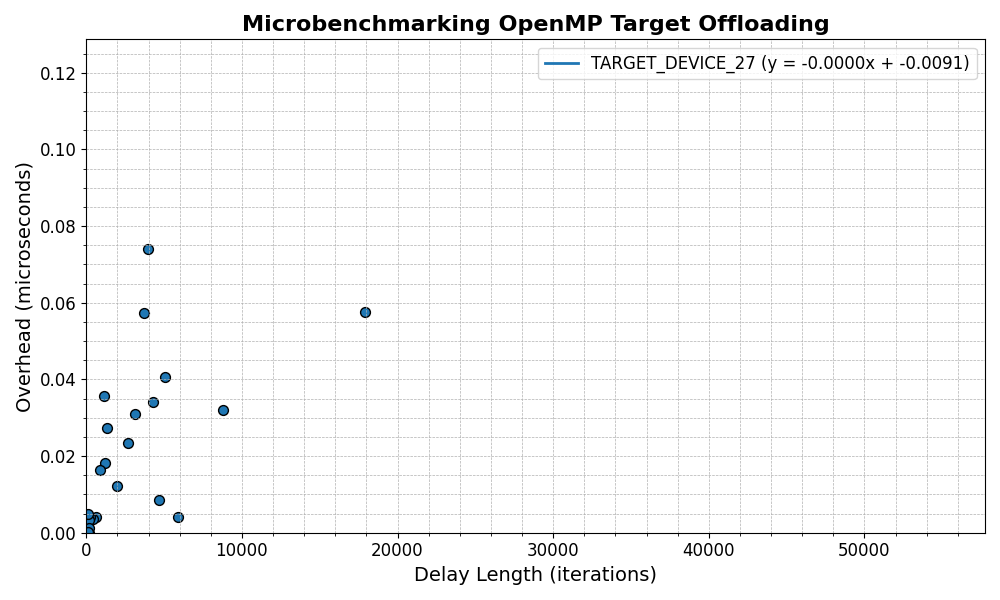 Microbenchmarking OpenMP Target Offloading
TARGET_DEVICE_27 (y = -0.0000x + -0.0091)
Overhead (microseconds)
0.12
0.10
0.08
0.06
0.04
0.02
0.00
0 10000 20000 30000 40000 50000
Delay Length (iterations)